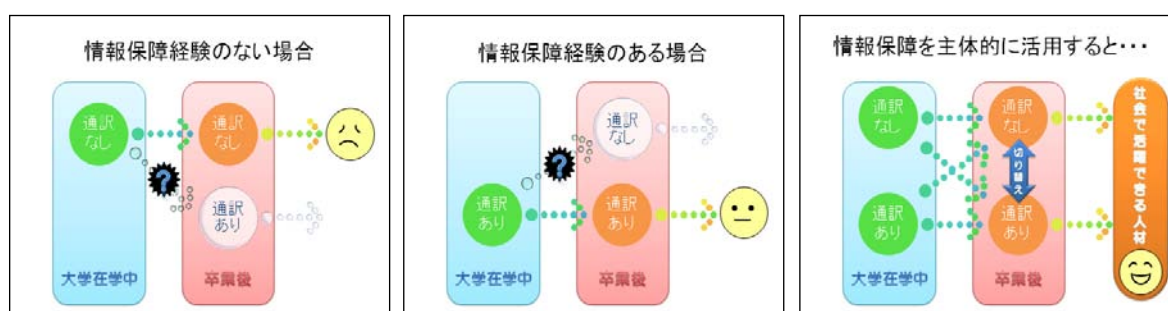 情報保障経験のない場合
通訳
なし
通訳
なし
?
通訳
あり
大学在学中
卒業後
情報保障経験のある場合
通訳
なし
?
通訳
あり
通訳
あり
大学在学中
卒業後
情報保障を主体的に活用すると・・・
通訳
なし
通訳
なし
切り替え
通訳
あり
通訳
あり
大学在学中
卒業後
社会で活躍できる人材